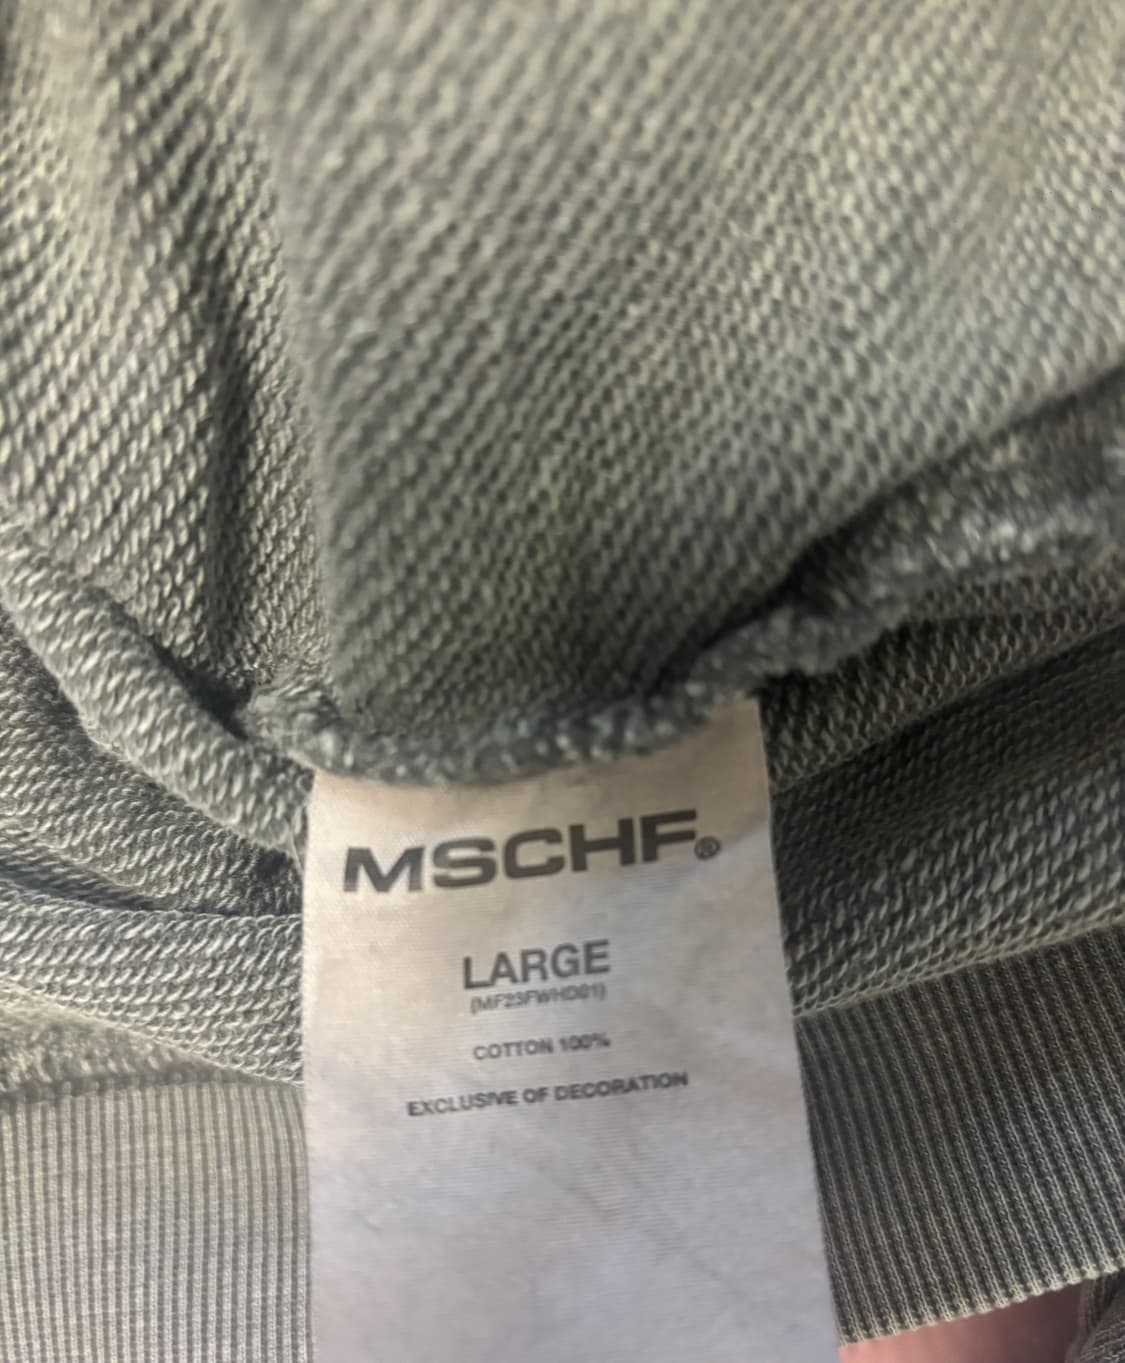 MSCHF®
LARGE
(MF23FWHD01)
COTTON 100%
EXCLUSIVE OF DECORATION